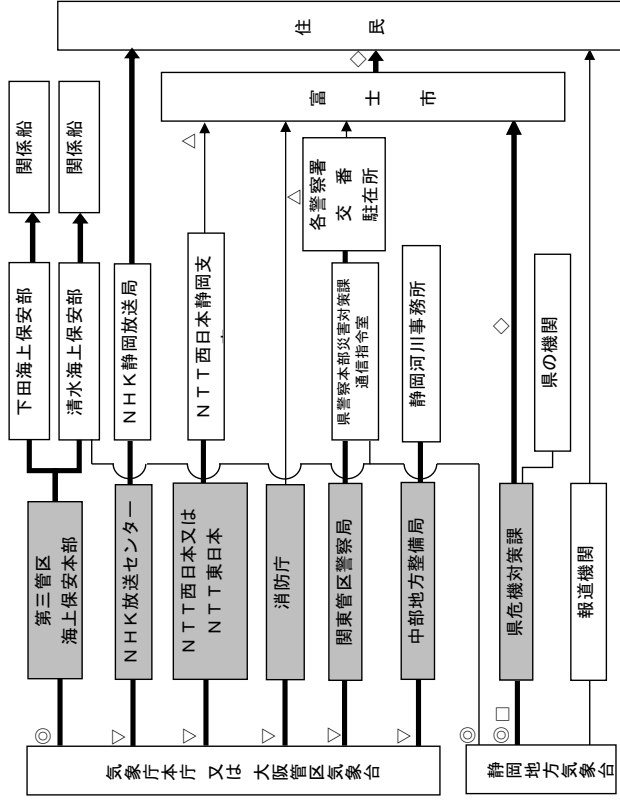 気象庁本庁 又は 大阪管区気象台
静岡地方気象台
◎
▽
▽
▽
▽
▽
◎
◎□
第三管区
海上保安本部
NHK放送センター
NTT西日本又は
NTT東日本
消防庁
関東管区警察局
中部地方整備局
県危機対策課
報道機関
下田海上保安部
清水海上保安部
NHK静岡放送局
NTT西日本静岡支
県警察本部災害対策課
通信指令室
静岡河川事務所
県の機関
◇
関係船
関係船
各警察署
交番
駐在所
△
△
富士市
◇
住民